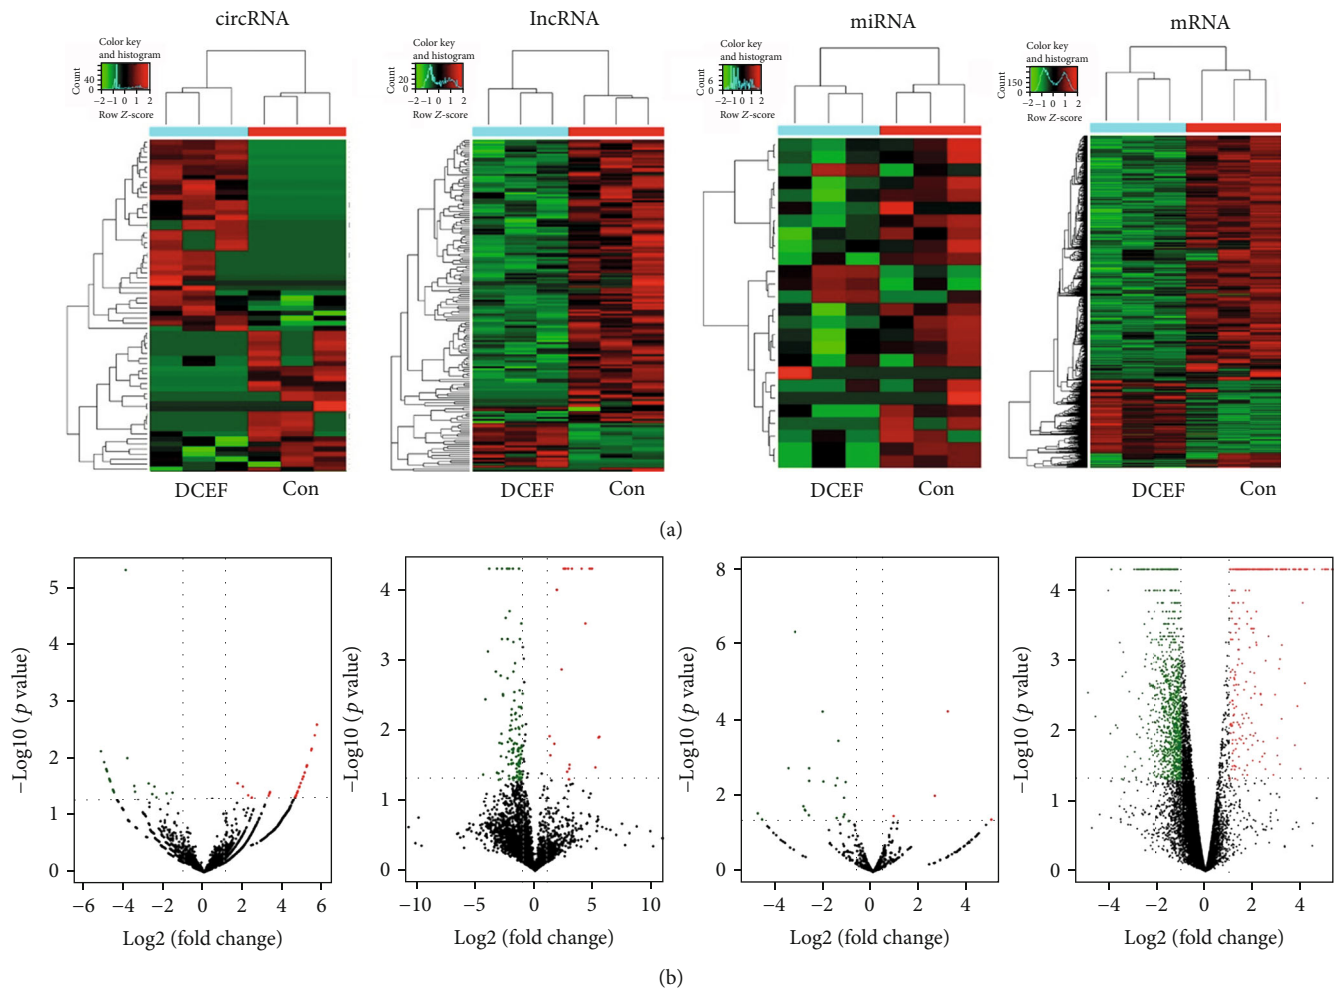 circRNA
Color key
and histogram
Count
40
0
−2 −1 0 1 2
Row Z-score
DCEF Con
lncRNA
Color key
and histogram
Count
20
0
−2 −1 0 1 2
Row Z-score
DCEF Con
miRNA
Color key
and histogram
Count
6
0
−2 −1 0 1 2
Row Z-score
DCEF Con
mRNA
Color key
and histogram
Count
150
0
−2 −1 0 1 2
Row Z-score
DCEF Con
(a)
−Log10 (p value)
5
4
3
2
1
0
−6 −4 −2 0 2 4 6
Log2 (fold change)
−Log10 (p value)
4
3
2
1
0
−10 −5 0 5 10
Log2 (fold change)
−Log10 (p value)
8
6
4
2
0
−4 −2 0 2 4
Log2 (fold change)
−Log10 (p value)
4
3
2
1
0
−4 −2 0 2 4
Log2 (fold change)
(b)